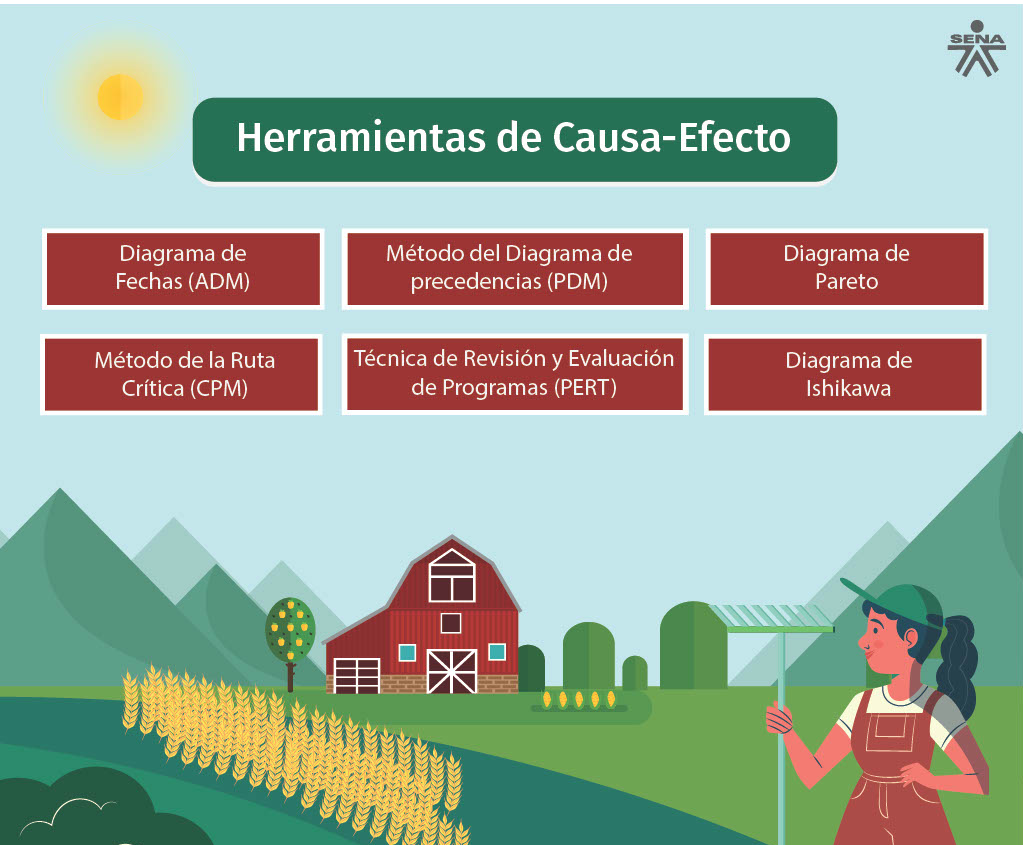 SENA
Herramientas de Causa-Efecto
Diagrama de
Fechas (ADM)
Método del Diagrama de
precedencias (PDM)
Diagrama de
Pareto
Método de la Ruta
Crítica (CPM)
Técnica de Revisión y Evaluación
de Programas (PERT)
Diagrama de
Ishikawa